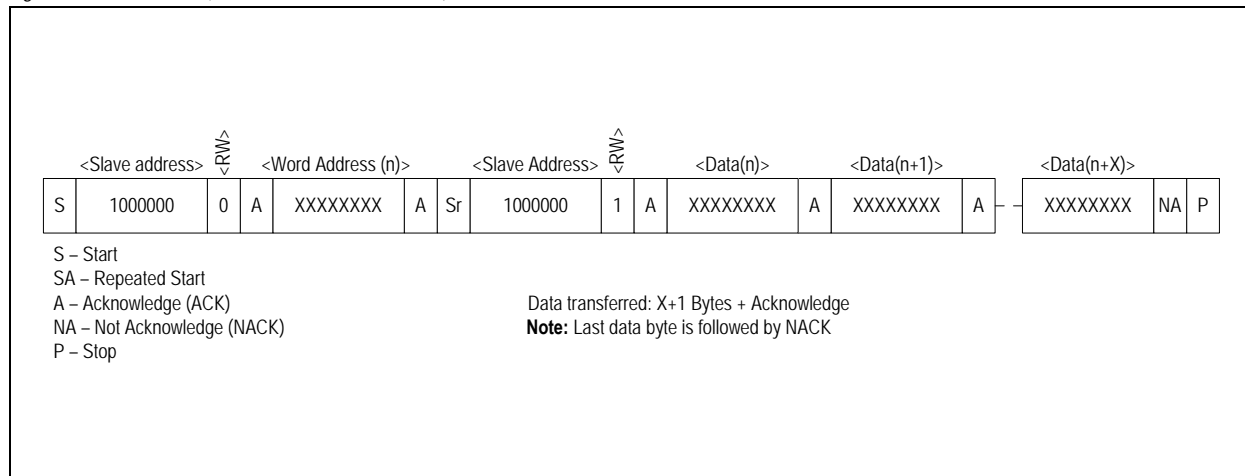 <Slave address> <RW> <Word Address (n)> <Slave Address> <RW> <Data(n)> <Data(n+1)> <Data(n+X)>
S 1000000 0 A XXXXXXXX A Sr 1000000 1 A XXXXXXXX A XXXXXXXX A XXXXXXXX NA P
S – Start
SA – Repeated Start
A – Acknowledge (ACK)
NA – Not Acknowledge (NACK)
P – Stop
Data transferred: X+1 Bytes + Acknowledge
Note: Last data byte is followed by NACK